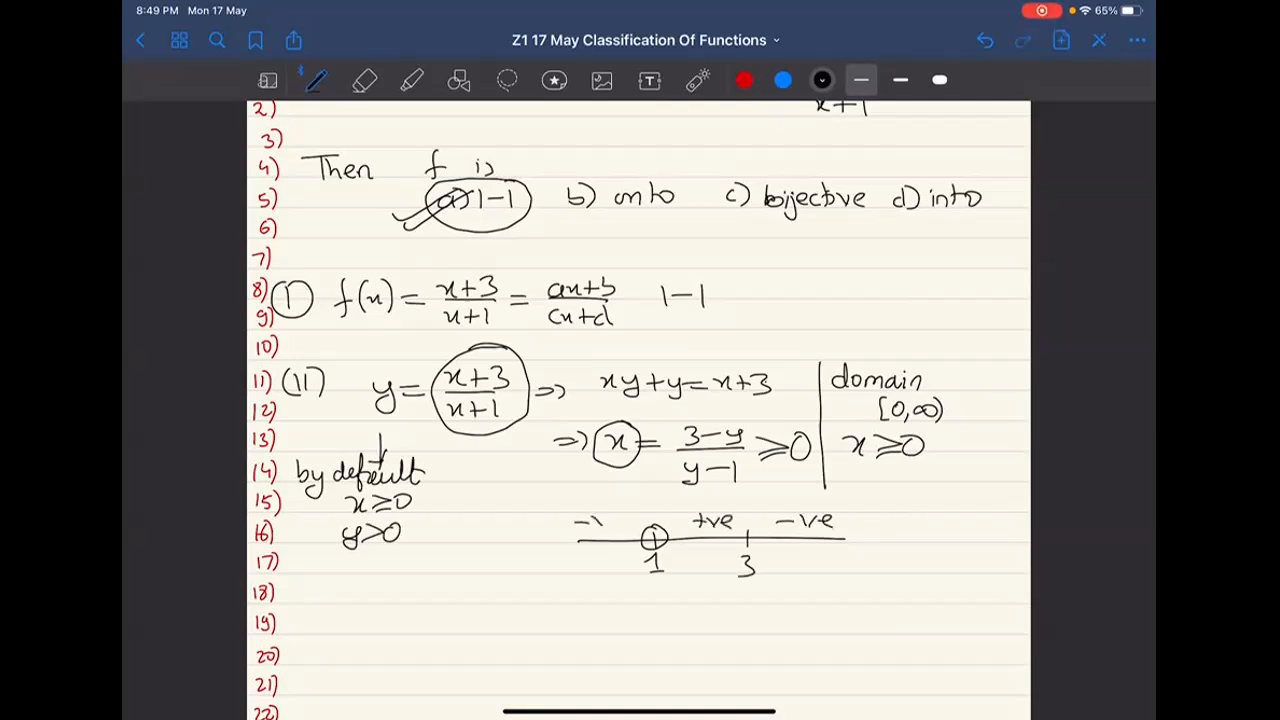 8:49 PM Mon 17 May
65%
Z1 17 May Classification Of Functions
2) x+1
3)
4) Then f is
5) a) 1-1 b) onto c) bijective d) into
6)
7)
8) ① f(x) = x+3 / x+1 = ax+b / cx+d 1-1
9)
10)
11) (11) y = x+3 / x+1 => xy+y=x+3 domain
12) [0,∞)
13) => x = 3-y / y-1 ≥0 x≥0
14) by default
15) x≥0
16) y>0 +ve -ve
17) 1 3
18)
19)
20)
21)
22)